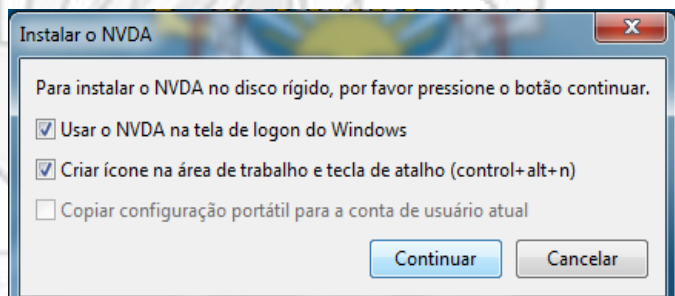 Instalar o NVDA
Para instalar o NVDA no disco rígido, por favor pressione o botão continuar.
Usar o NVDA na tela de logon do Windows
Criar ícone na área de trabalho e tecla de atalho (control+alt+n)
Copiar configuração portátil para a conta de usuário atual
Continuar Cancelar